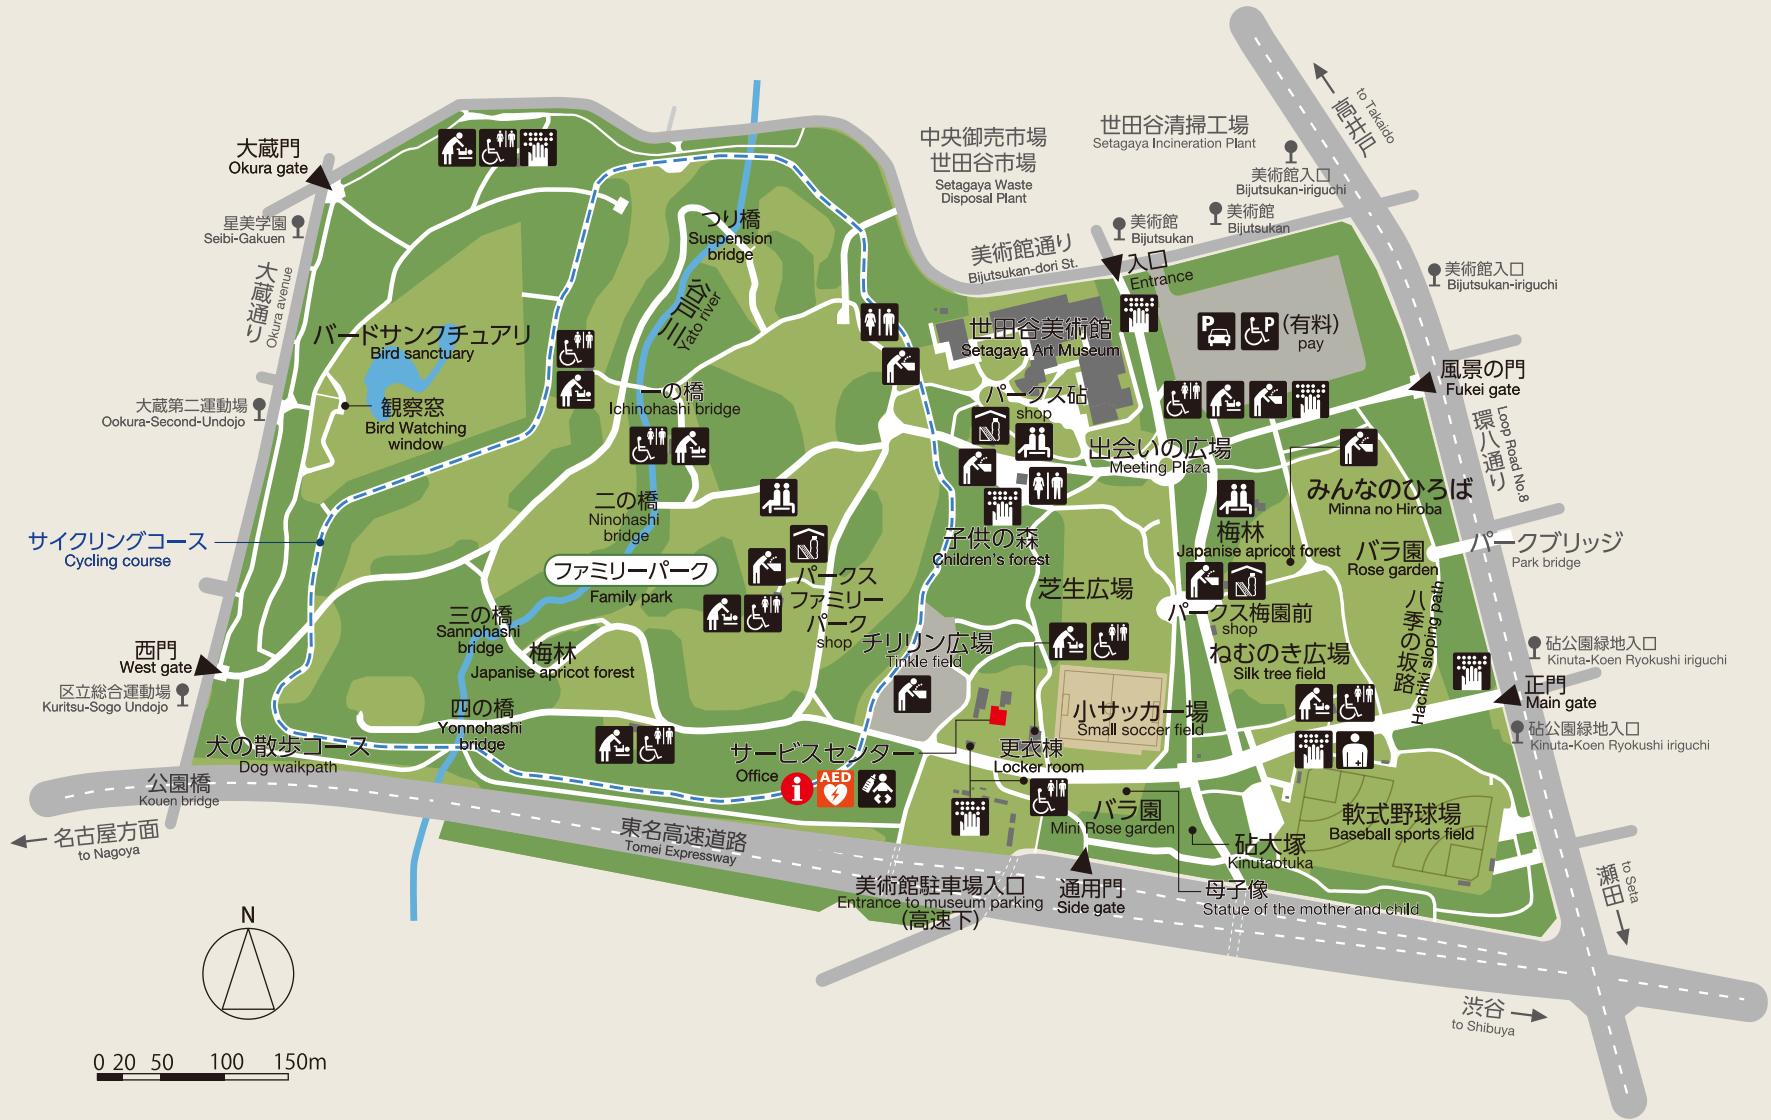 大蔵門
Okura gate
星美学園
Seibi-Gakuen
大蔵通り
Okura avenue
バードサンクチュアリ
Bird sanctuary
大蔵第二運動場
Ookura-Second-Undojo
観察窓
Bird Watching
window
サイクリングコース
Cycling course
西門
West gate
区立総合運動場
Kuritsu-Sogo Undojo
犬の散歩コース
Dog waikpath
公園橋
Kouen bridge
名古屋方面
to Nagoya
N
0 20 50 100 150m
つり橋
Suspension
bridge
谷戸川
Yato river
一の橋
Ichinohashi bridge
二の橋
Ninohashi
bridge
ファミリーパーク
Family park
三の橋
Sannohashi
bridge
梅林
Japanise apricot forest
四の橋
Yonnohashi
bridge
パークス
ファミリー
パーク
shop
チリリン広場
Tinkle field
サービスセンター
Office
i
AED
東名高速道路
Tomei Expressway
中央御売市場
世田谷市場
Setagaya Waste
Disposal Plant
世田谷清掃工場
Setagaya Incineration Plant
美術館入口
Bijutsukan-iriguchi
美術館
Bijutsukan
美術館
Bijutsukan
美術館通り
Bijutsukan-dori St.
入口
Entrance
to Takaido
高井戸
美術館入口
Bijutsukan-iriguchi
世田谷美術館
Setagaya Art Museum
P
P
(有料)
pay
パークス砧
shop
風景の門
Fukei gate
Loop Road No.8
環八通り
出会いの広場
Meeting Plaza
みんなのひろば
Minna no Hiroba
梅林
Japanise apricot forest
子供の森
Children's forest
バラ園
Rose garden
パークブリッジ
Park bridge
芝生広場
パークス梅園前
shop
八季の坂路
Hachiki sloping path
ねむのき広場
Silk tree field
砧公園緑地入口
Kinuta-Koen Ryokushi iriguchi
正門
Main gate
砧公園緑地入口
Kinuta-Koen Ryokushi iriguchi
小サッカー場
Small soccer field
更衣棟
Locker room
バラ園
Mini Rose garden
軟式野球場
Baseball sports field
砧大塚
Kinutaotuka
母子像
Statue of the mother and child
通用門
Side gate
美術館駐車場入口
Entrance to museum parking
(高速下)
to Seta
瀬田
渋谷
to Shibuya